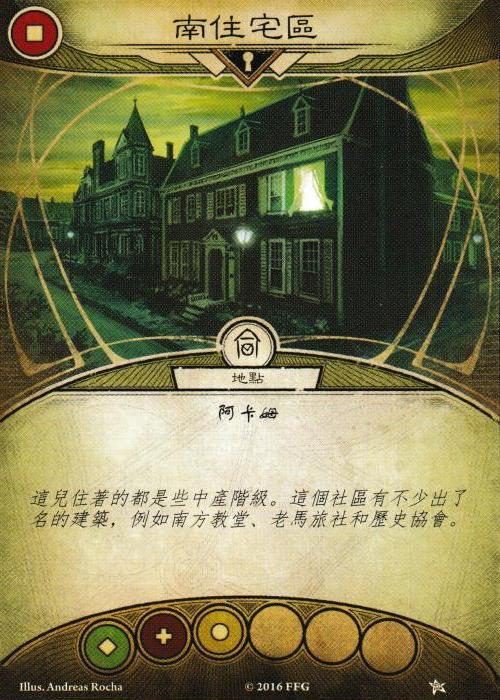 南住宅區
地點
阿卡姆
這兒住著的都是些中產階級。這個社區有不少出了
名的建築，例如南方教堂、老馬旅社和歷史協會。
Illus. Andreas Rocha
© 2016 FFG